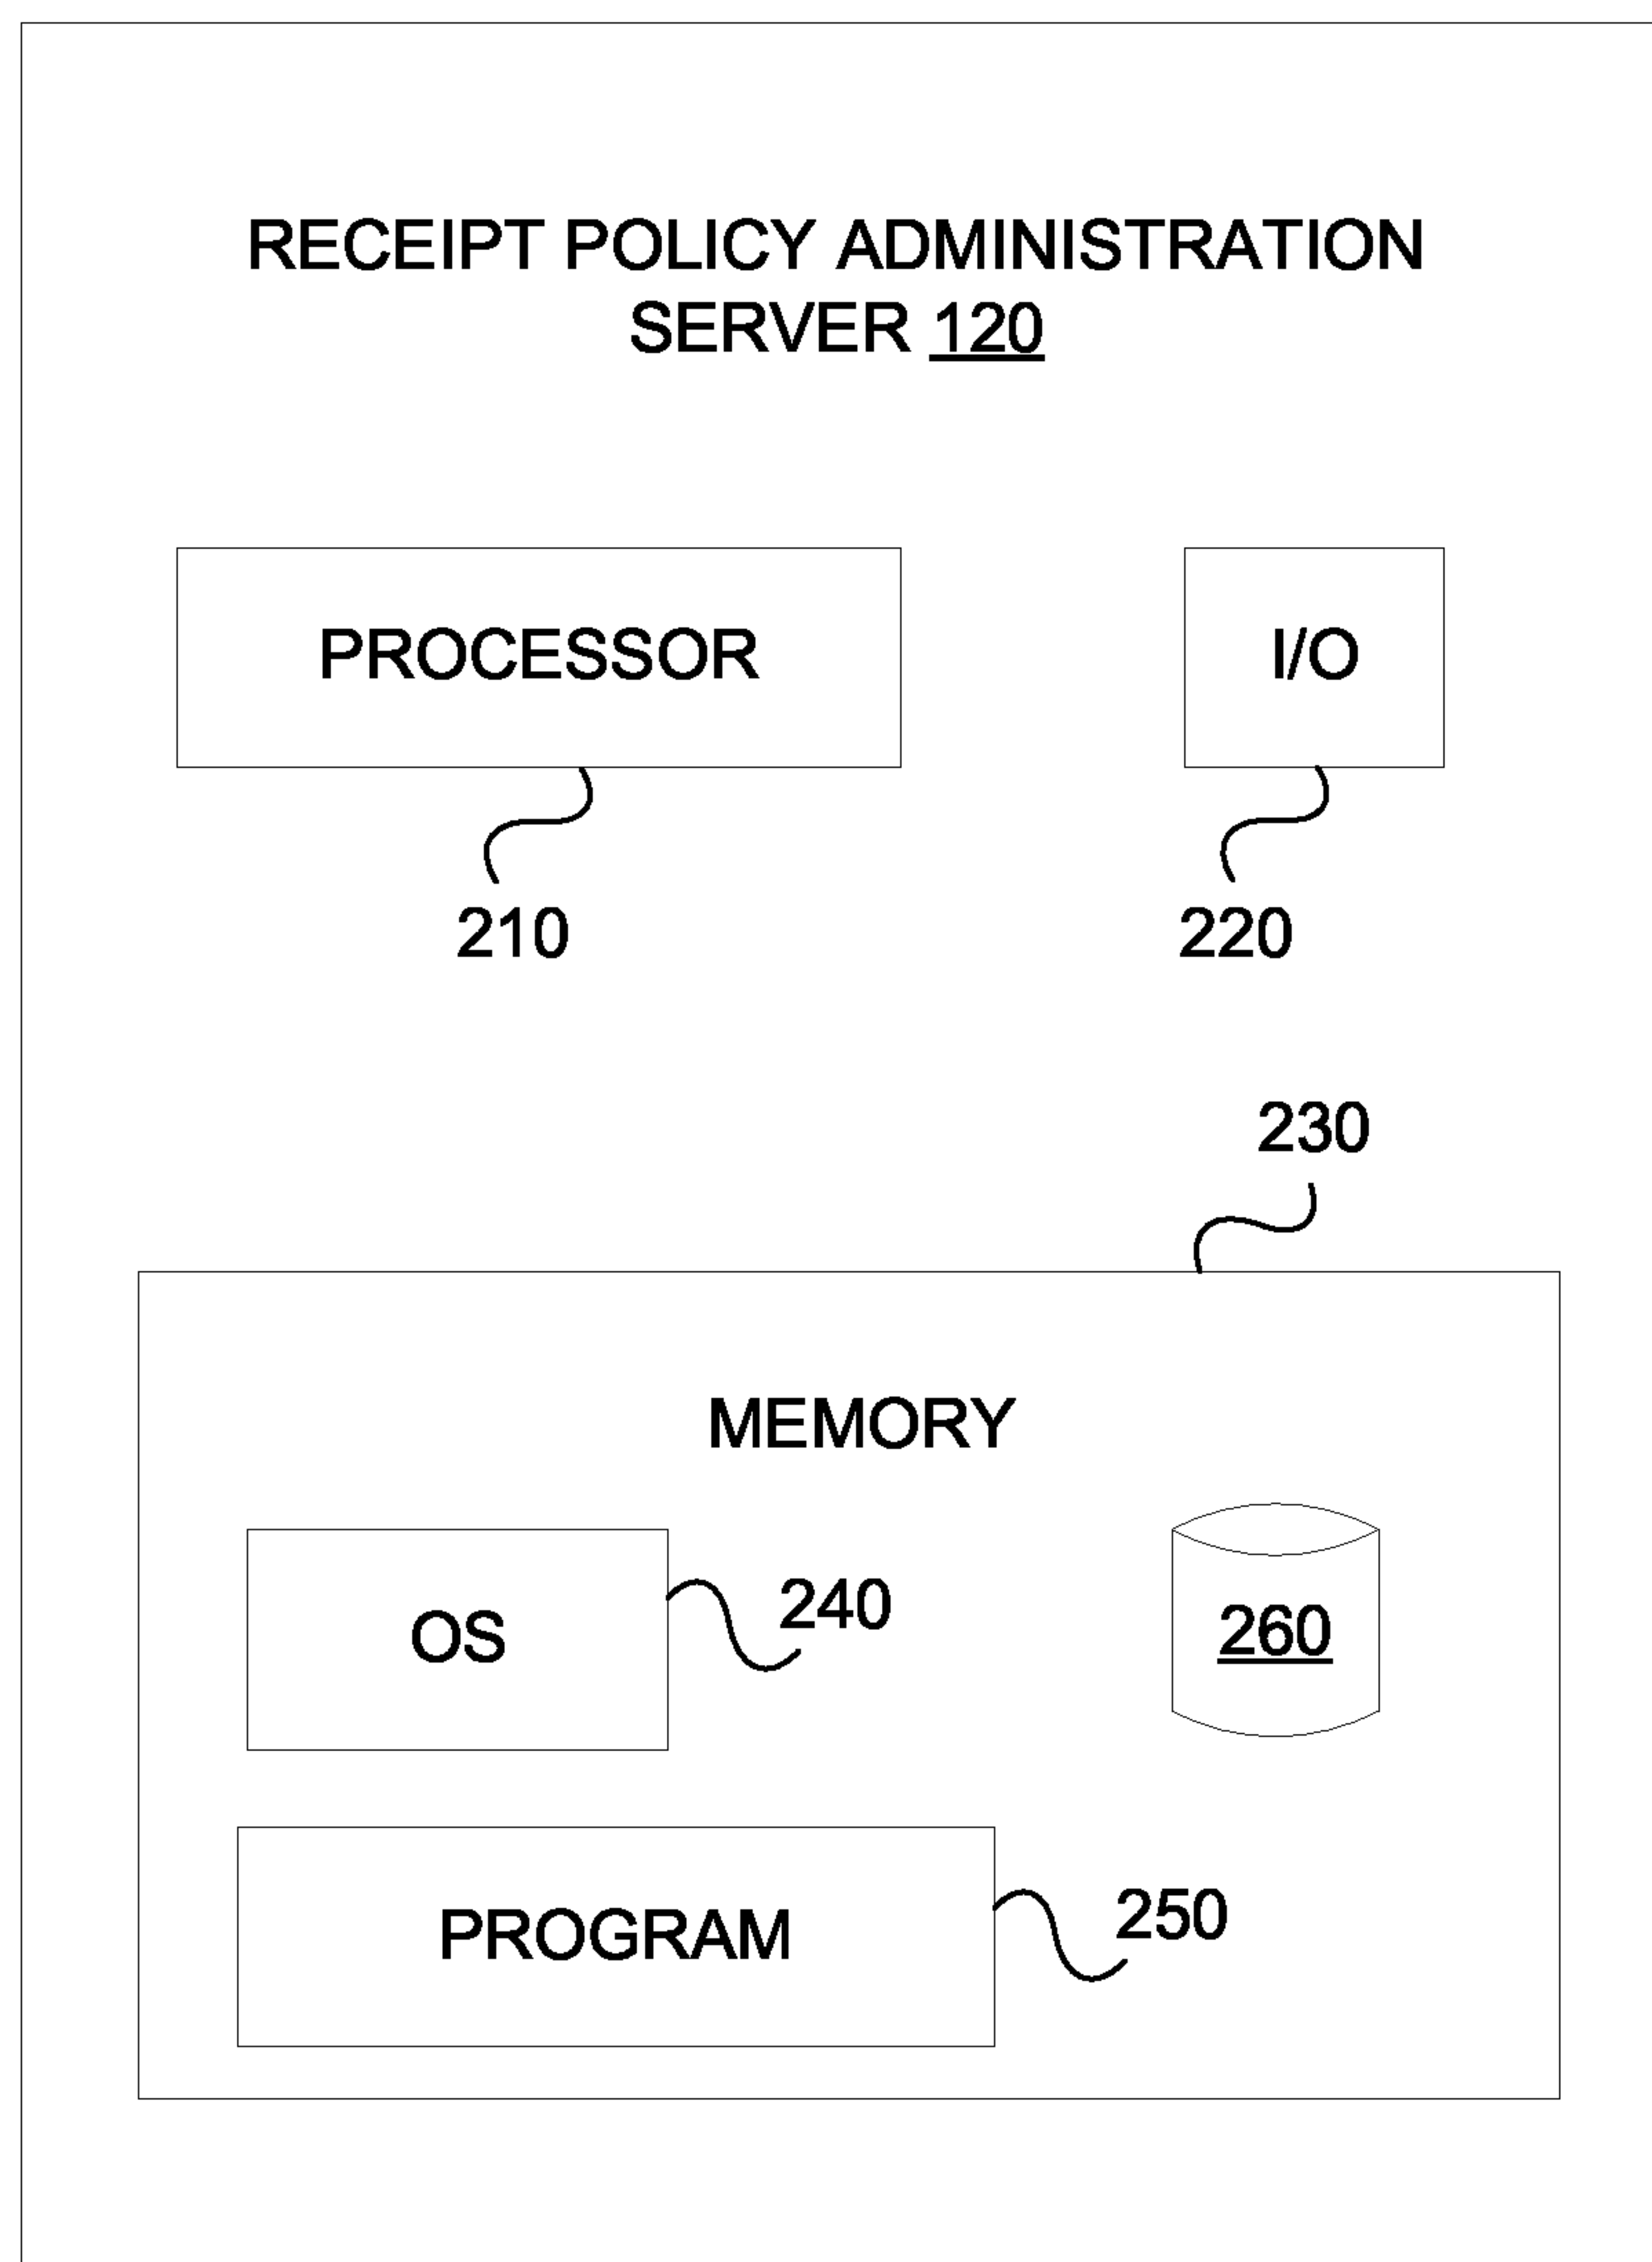 RECEIPT POLICY ADMINISTRATION
SERVER 120
PROCESSOR
I/O
210
220
230
MEMORY
OS
240
260
PROGRAM
250